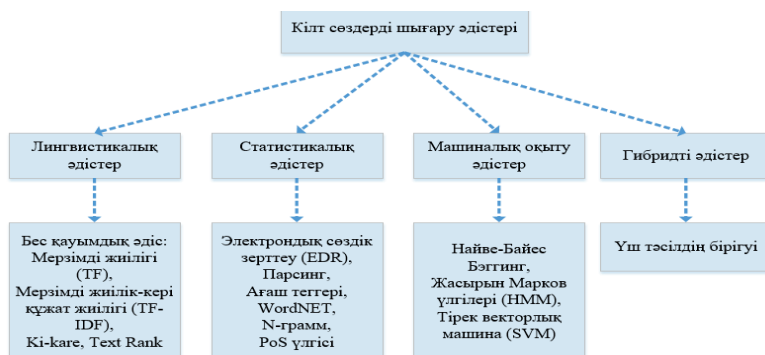 Кілт сөздерді шығару әдістері
Лингвистикалық
әдістер
Статистикалық
әдістер
Машиналық оқыту
әдістер
Гибридті әдістер
Бес қауымдық әдіс:
Мерзімі жиілігі
(TF),
Мерзімді жиілік-кері
құжат жиілігі (TF-
IDF),
Ki-kare, Text Rank
Электрондық сөздік
зерттеу (EDR),
Парсинг,
Ағаш теггері,
WordNET,
N-грамм,
PoS үлгісі
Найве-Байес
Бэггинг,
Жасырын Марков
үлгілері (HMM),
Тірек векторлық
машина (SVM)
Үш тәсілдің бірігуі